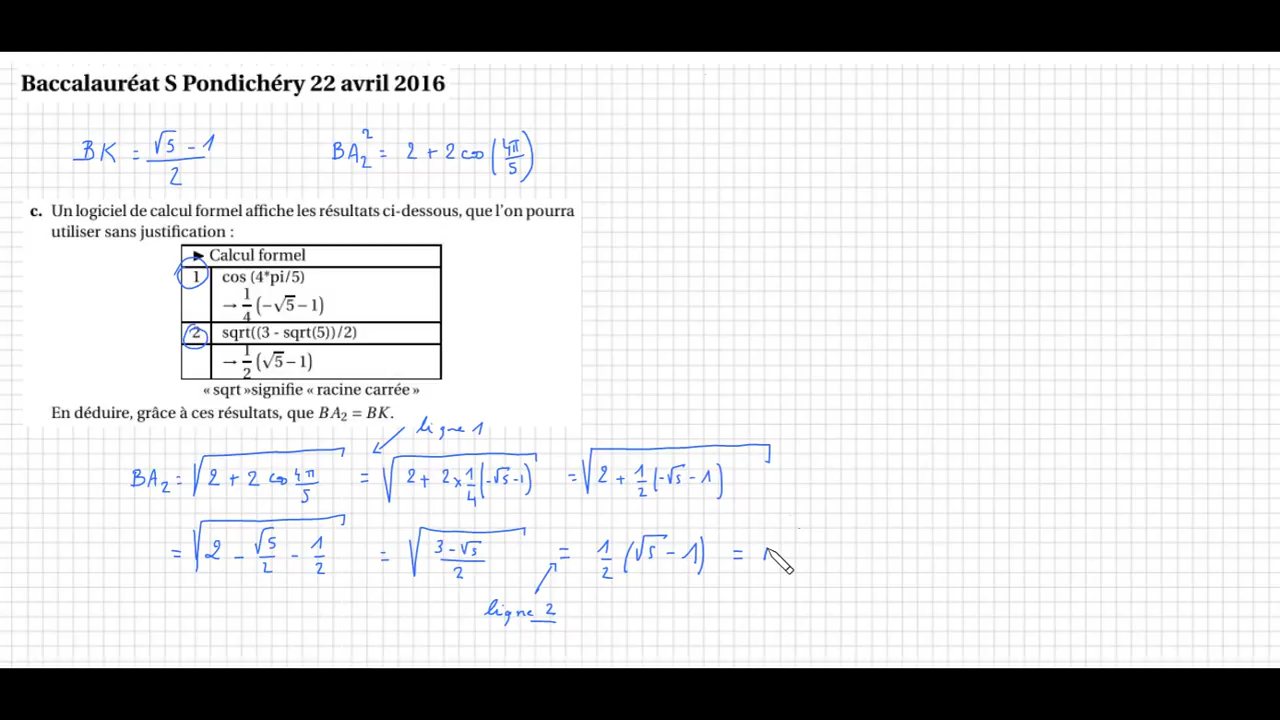 Baccalauréat S Pondichéry 22 avril 2016
BK = (√5 - 1)/2
BA₂² = 2 + 2 cos(4π/5)
c. Un logiciel de calcul formel affiche les résultats ci-dessous, que l'on pourra
utiliser sans justification :
► Calcul formel
1 cos (4*pi/5)
→ 1/4 (−√5 − 1)
2 sqrt((3 - sqrt(5))/2)
→ 1/2 (√5 − 1)
« sqrt »signifie « racine carrée »
En déduire, grâce à ces résultats, que BA₂ = BK.
ligne 1
BA₂ = √(2 + 2 cos 4π/5) = √(2 + 2 × 1/4 (-√5 - 1)) = √(2 + 1/2 (-√5 - 1))
= √(2 - √5/2 - 1/2) = √((3 - √5)/2) = 1/2 (√5 - 1) =
ligne 2